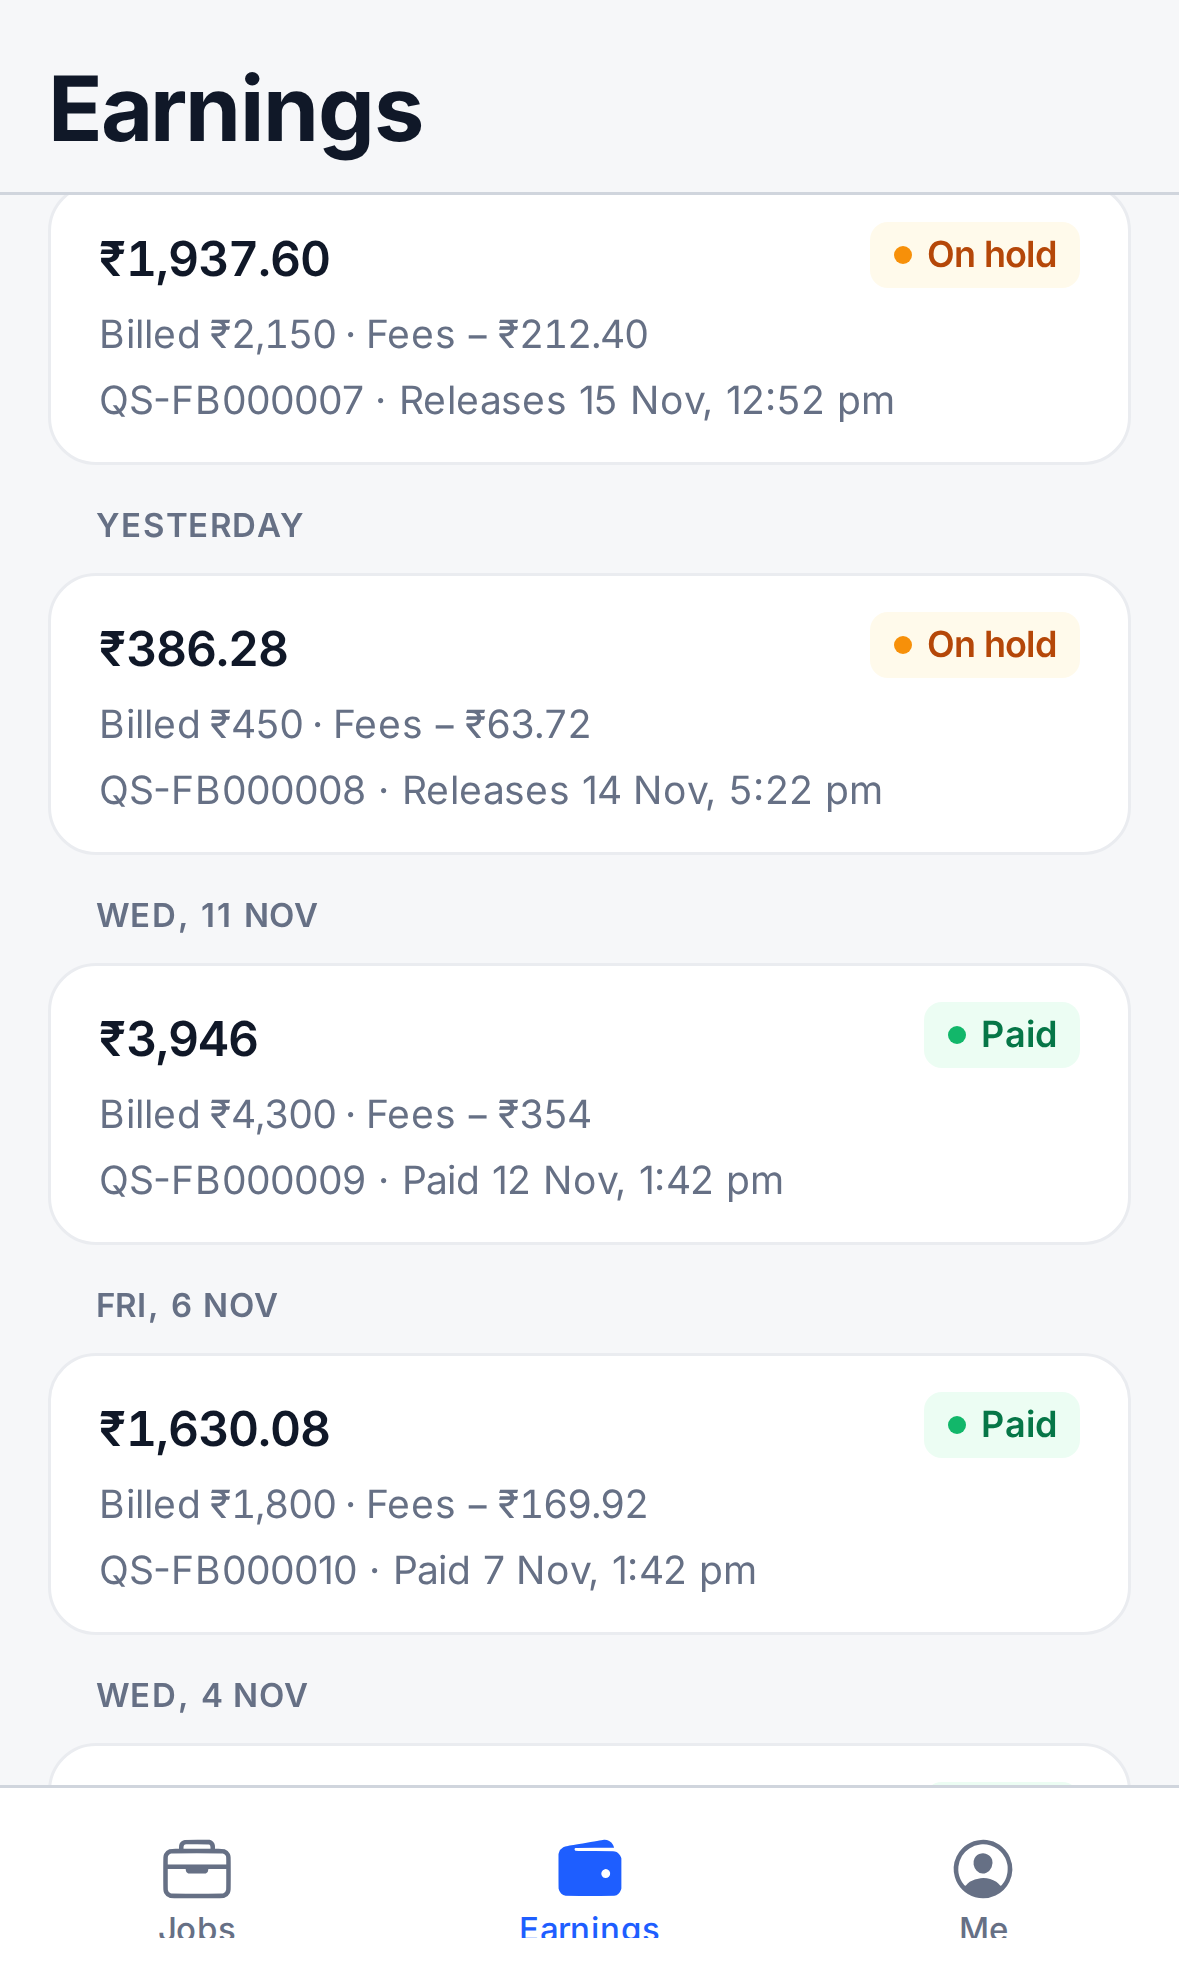 Earnings
₹1,937.60
On hold
Billed ₹2,150 · Fees – ₹212.40
QS-FB000007 · Releases 15 Nov, 12:52 pm
YESTERDAY
₹386.28
On hold
Billed ₹450 · Fees – ₹63.72
QS-FB000008 · Releases 14 Nov, 5:22 pm
WED, 11 NOV
₹3,946
Paid
Billed ₹4,300 · Fees – ₹354
QS-FB000009 · Paid 12 Nov, 1:42 pm
FRI, 6 NOV
₹1,630.08
Paid
Billed ₹1,800 · Fees – ₹169.92
QS-FB000010 · Paid 7 Nov, 1:42 pm
WED, 4 NOV
Jobs
Earnings
Me